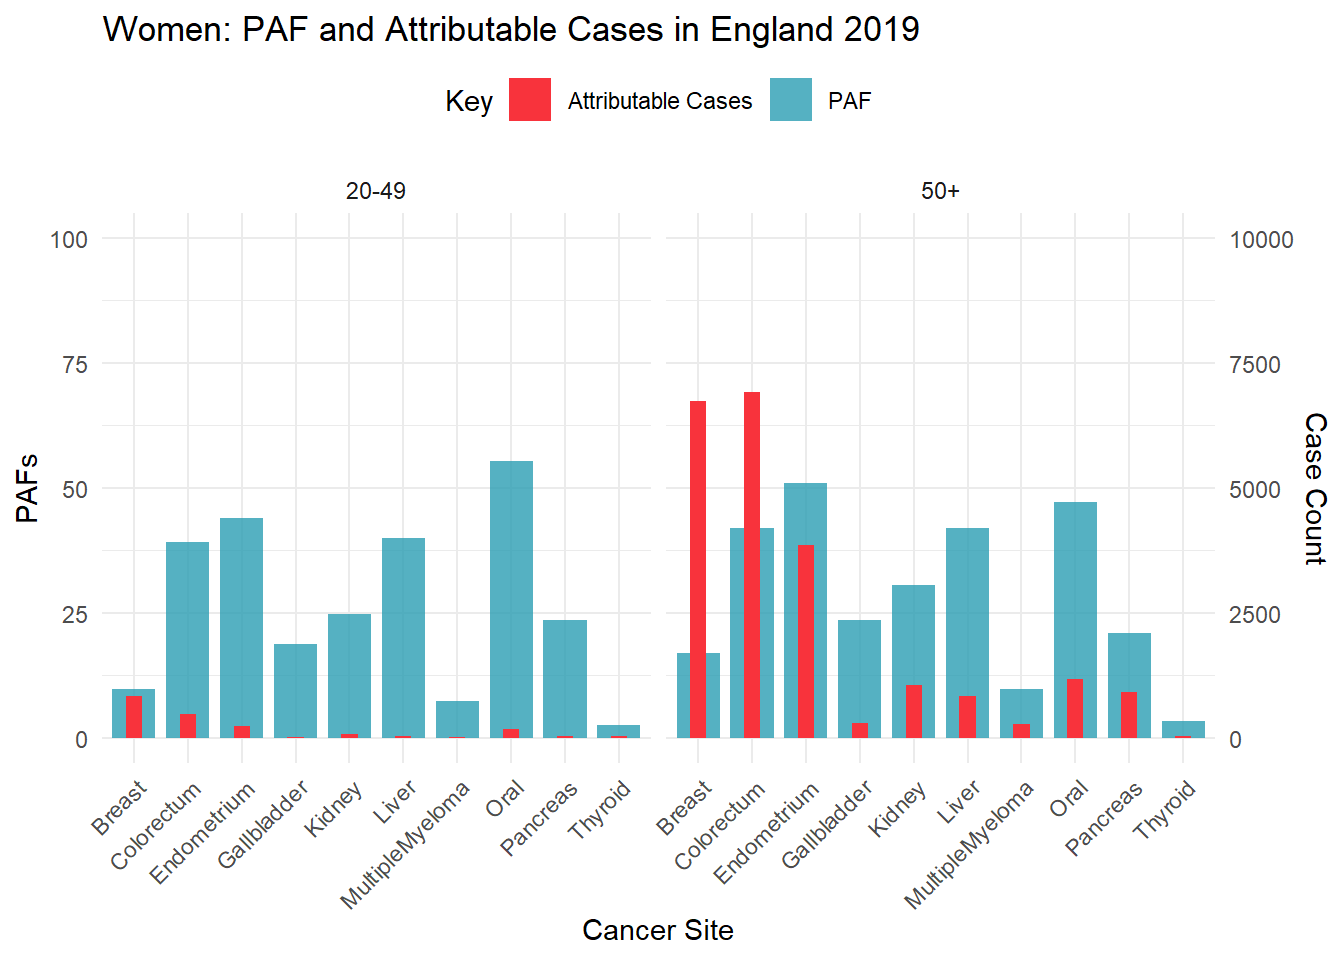 Women: PAF and Attributable Cases in England 2019
Key Attributable Cases PAF
20-49 50+
100 10000
75 7500
50 5000
25 2500
0 0
PAFs
Case Count
Breast Colorectum Endometrium Gallbladder Kidney Liver MultipleMyeloma Oral Pancreas Thyroid Breast Colorectum Endometrium Gallbladder Kidney Liver MultipleMyeloma Oral Pancreas Thyroid
Cancer Site